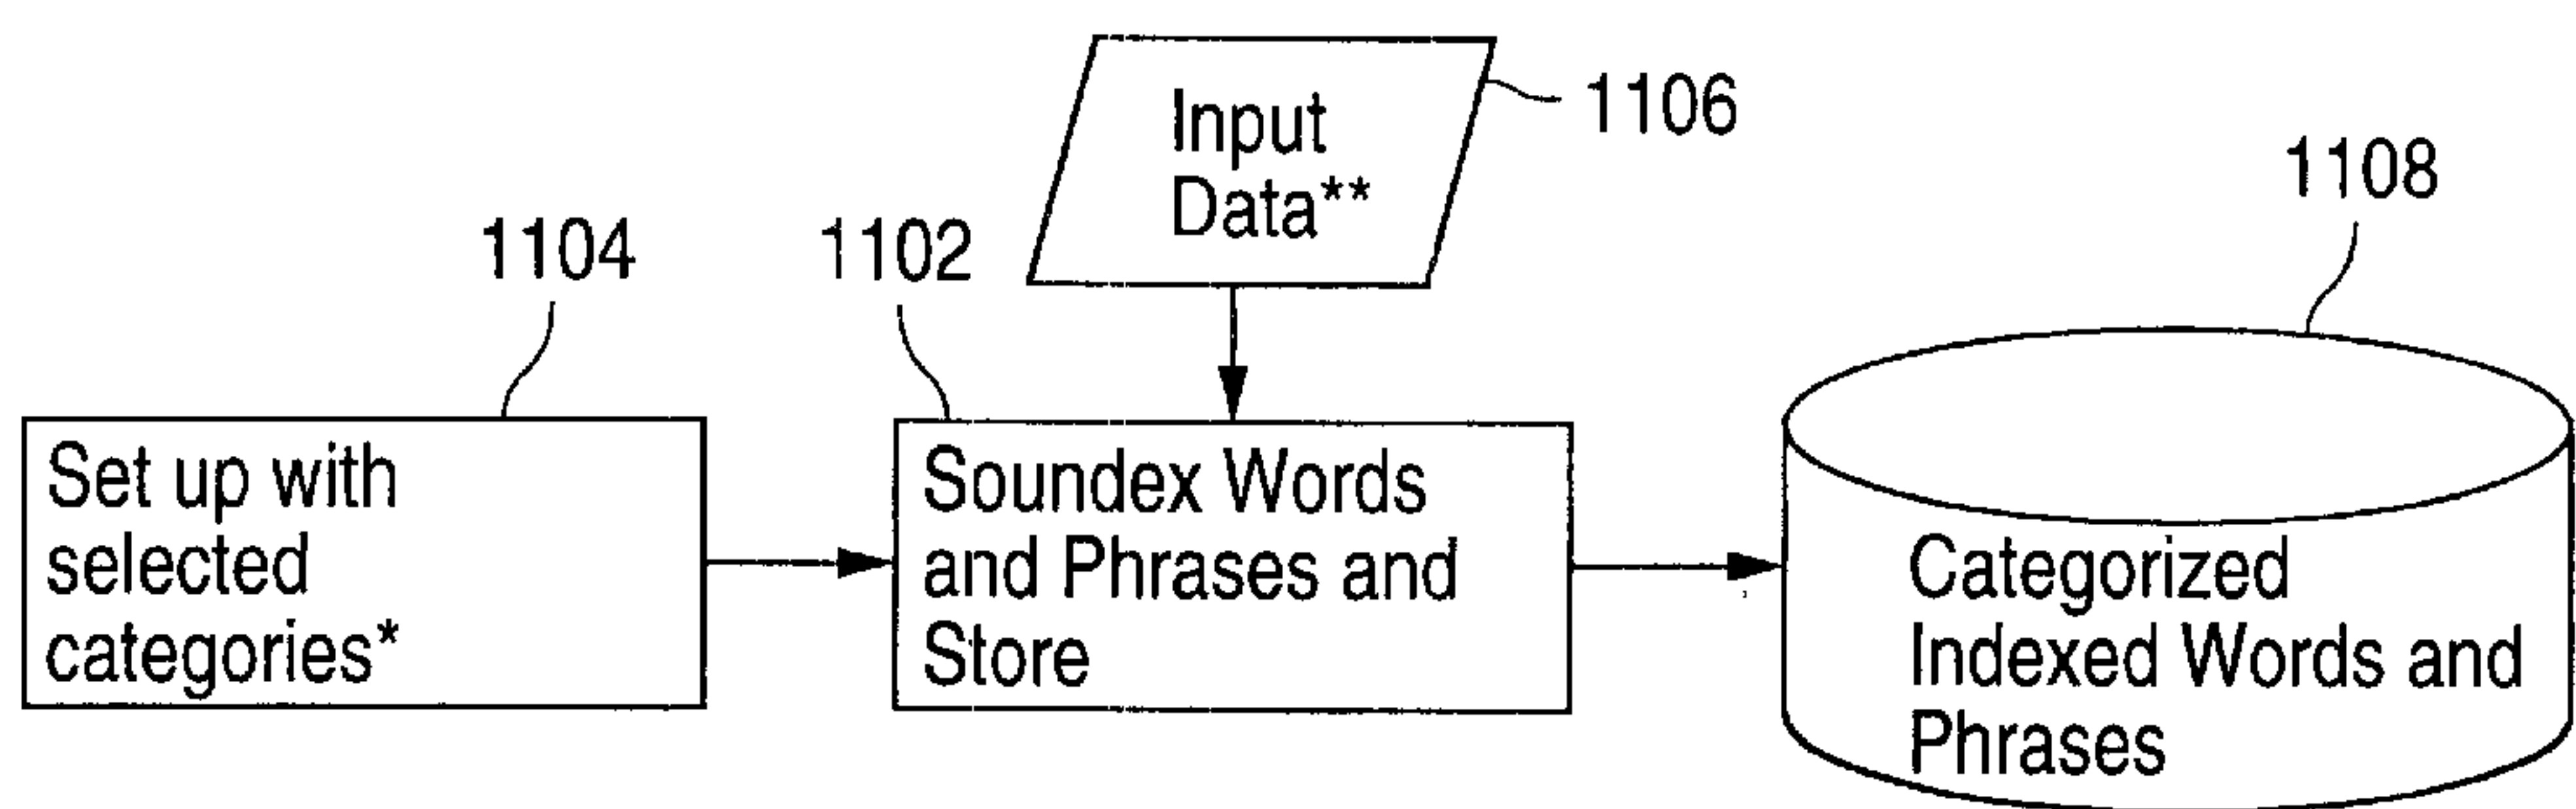 Input
Data**
1106
1108
1104
1102
Set up with
selected
categories*
Soundex Words
and Phrases and
Store
Categorized
Indexed Words and
Phrases